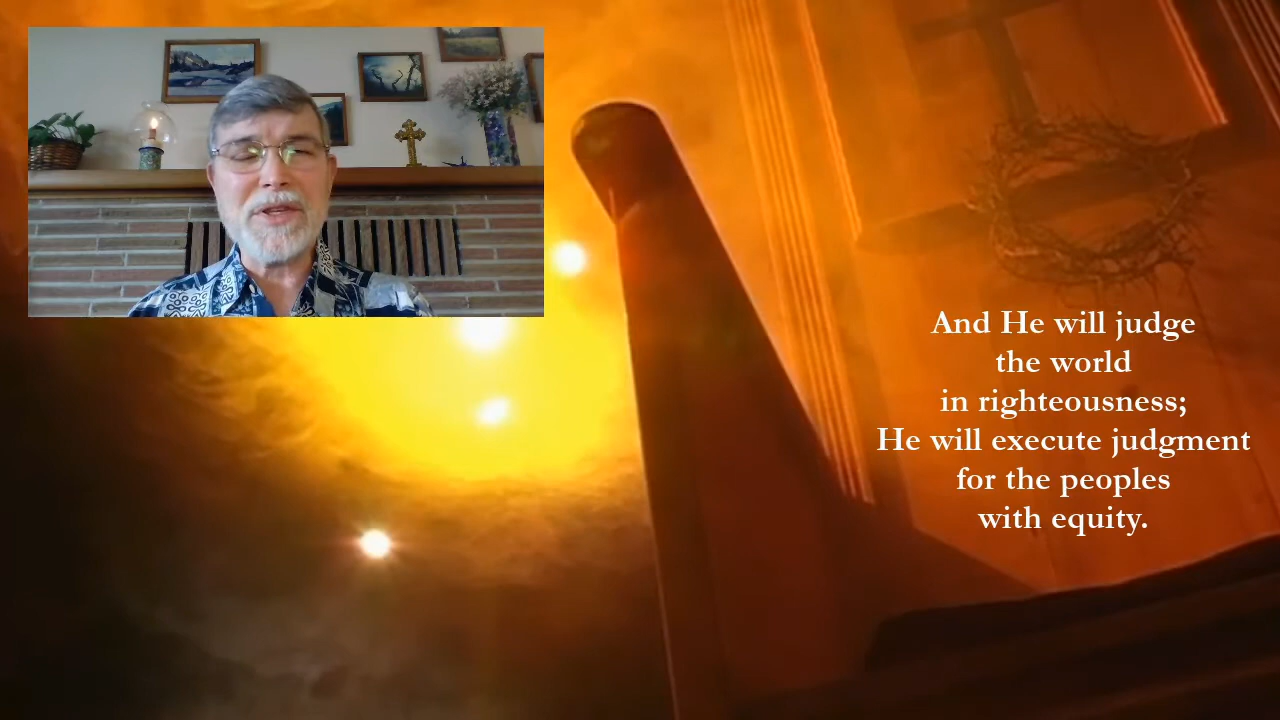 And He will judge
the world
in righteousness;
He will execute judgment
for the peoples
with equity.